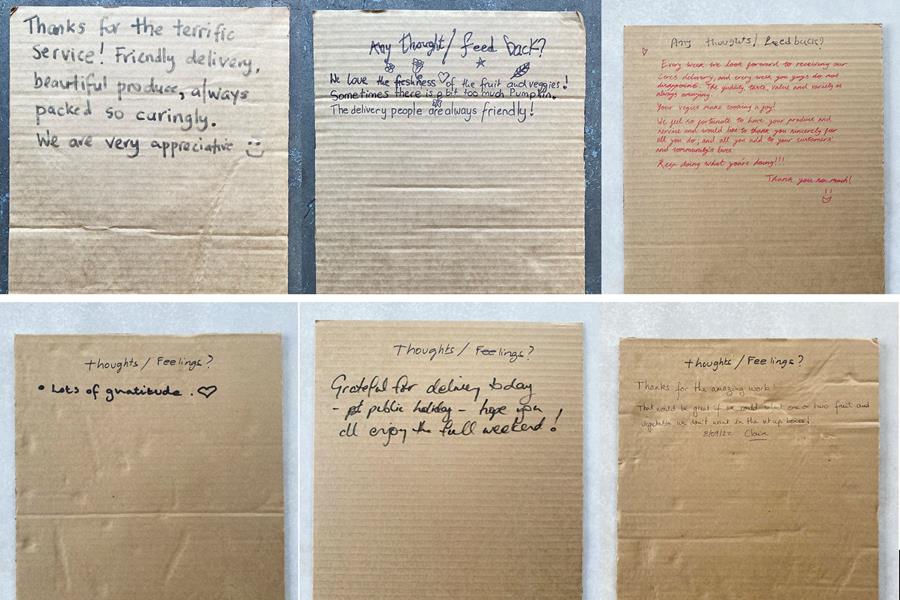 Thanks for the terrific
service! Friendly delivery,
beautiful produce, always
packed so caringly.
We are very appreciative
Any thought/ feed back?
We love the freshness of the fruit and veggies!
Sometimes there is a bit too much Pumpkin.
The delivery people are always friendly!
Any thoughts/ feedback?
Every week we look forward to receiving our
Ceres delivery, and every week you guys do not
disappoint. The quality, taste, value and variety is
always amazing.
Your vegies make cooking a joy!
We feel so fortunate to have your produce and
service and would like to thank you sincerely for
all you do, and all you add to your customers'
and community's lives
Keep doing what you're doing!!!
Thank you so much!
Thoughts/ Feelings?
• Lots of gratitude.
Thoughts/ Feelings?
Grateful for delivery today
- pt public holiday - hope you
all enjoy the full weekend!
Thoughts/ Feelings?
Thanks for the amazing work!
That would be great if we could select one or two fruit and
vegetable we don't want in the set up boxes!
Claire